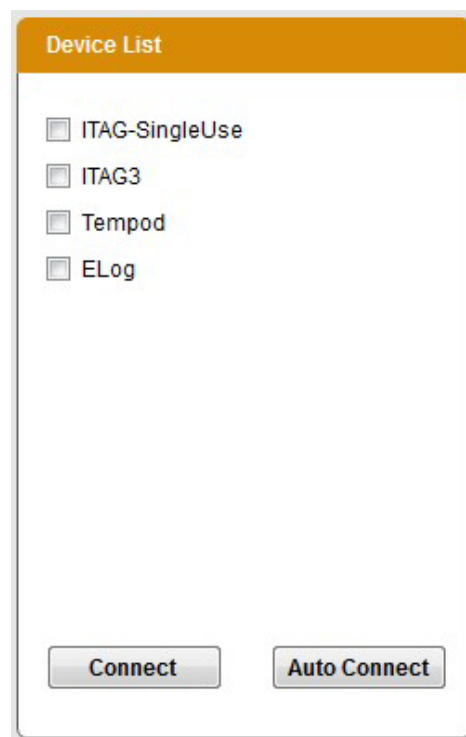 Device List
ITAG-SingleUse
ITAG3
Tempod
ELog
Connect Auto Connect